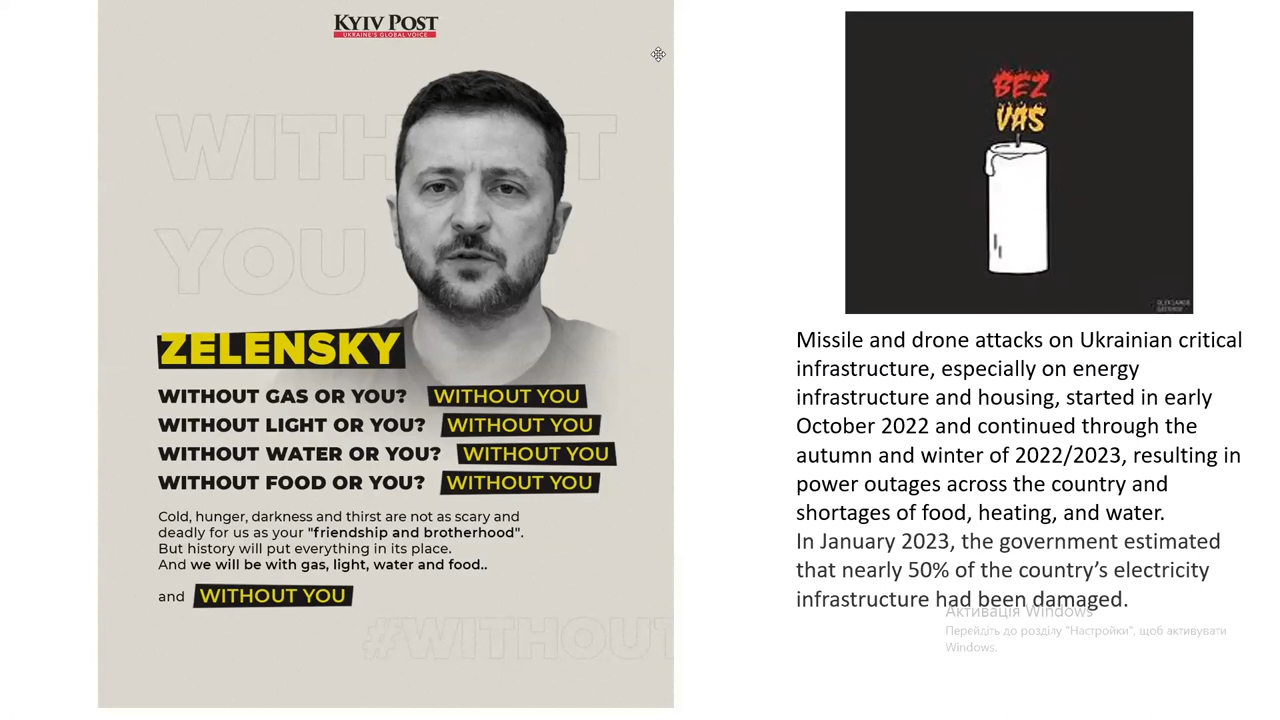 KYIV POST
UKRAINE'S GLOBAL VOICE
WITHOUT
YOU
ZELENSKY
WITHOUT GAS OR YOU? WITHOUT YOU
WITHOUT LIGHT OR YOU? WITHOUT YOU
WITHOUT WATER OR YOU? WITHOUT YOU
WITHOUT FOOD OR YOU? WITHOUT YOU
Cold, hunger, darkness and thirst are not as scary and
deadly for us as your "friendship and brotherhood".
But history will put everything in its place.
And we will be with gas, light, water and food..
and WITHOUT YOU
#WITHOUT
BEZ
VAS
Missile and drone attacks on Ukrainian critical
infrastructure, especially on energy
infrastructure and housing, started in early
October 2022 and continued through the
autumn and winter of 2022/2023, resulting in
power outages across the country and
shortages of food, heating, and water.
In January 2023, the government estimated
that nearly 50% of the country’s electricity
infrastructure had been damaged.
Активація Windows
Перейдіть до розділу "Настройки", щоб активувати
Windows.